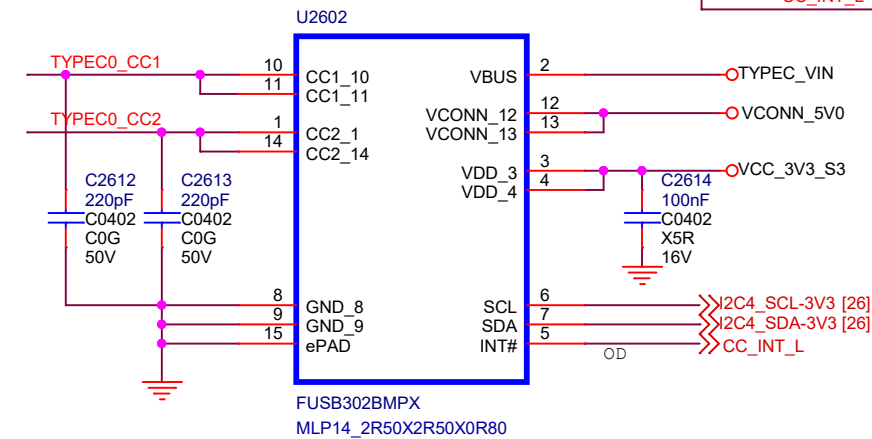 CC_INT_L
U2602
TYPEC0_CC1
10
CC1_10
11
CC1_11
TYPEC0_CC2
1
CC2_1
14
CC2_14
VBUS
2
TYPEC_VIN
VCONN_12
12
VCONN_5V0
VCONN_13
13
VDD_3
3
VCC_3V3_S3
VDD_4
4
C2612
220pF
C0402
C0G
50V
C2613
220pF
C0402
C0G
50V
C2614
100nF
C0402
X5R
16V
8
GND_8
9
GND_9
15
ePAD
SCL
6
I2C4_SCL-3V3 [26]
SDA
7
I2C4_SDA-3V3 [26]
INT#
5
OD
CC_INT_L
FUSB302BMPX
MLP14_2R50X2R50X0R80